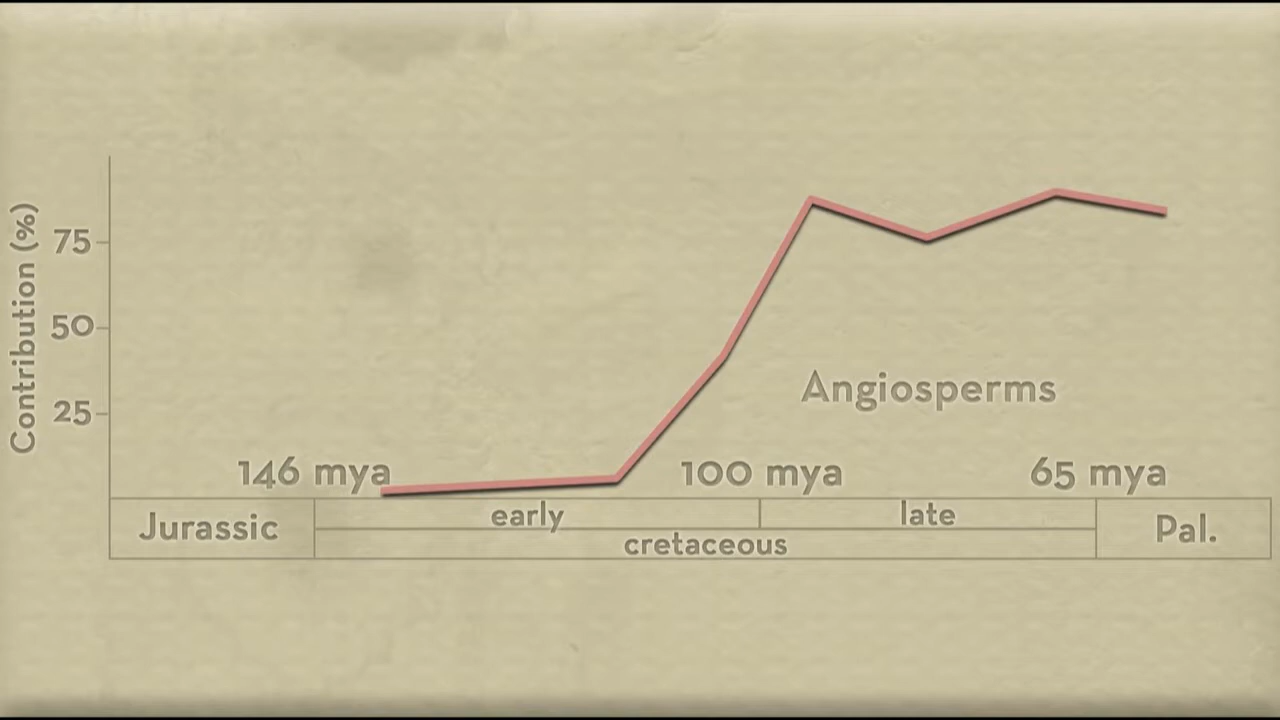 Contribution (%)
75
50
25
Angiosperms
146 mya
100 mya
65 mya
Jurassic
early
late
cretaceous
Pal.